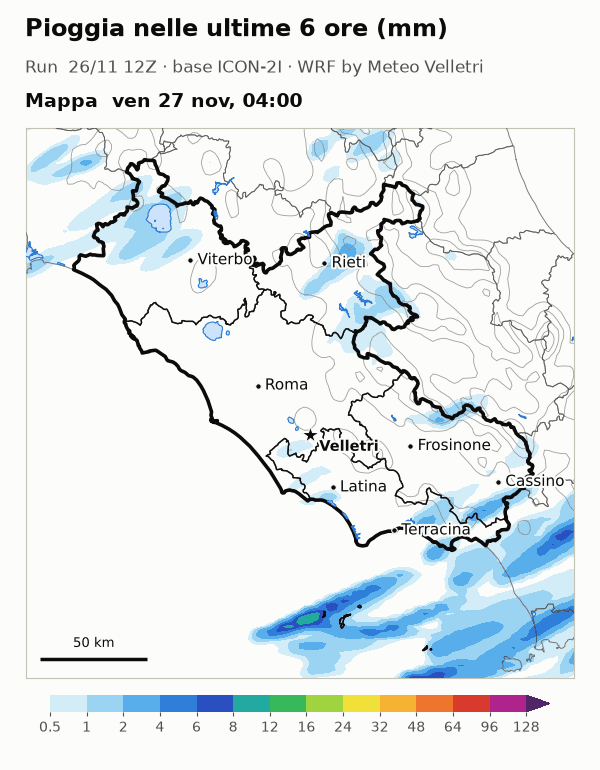 Pioggia nelle ultime 6 ore (mm)
Run  26/11 12Z · base ICON-2I · WRF by Meteo Velletri
Mappa  ven 27 nov, 04:00
Viterbo
Rieti
Roma
Velletri
Frosinone
Cassino
Latina
Terracina
50 km
0.5 1 2 4 6 8 12 16 24 32 48 64 96 128